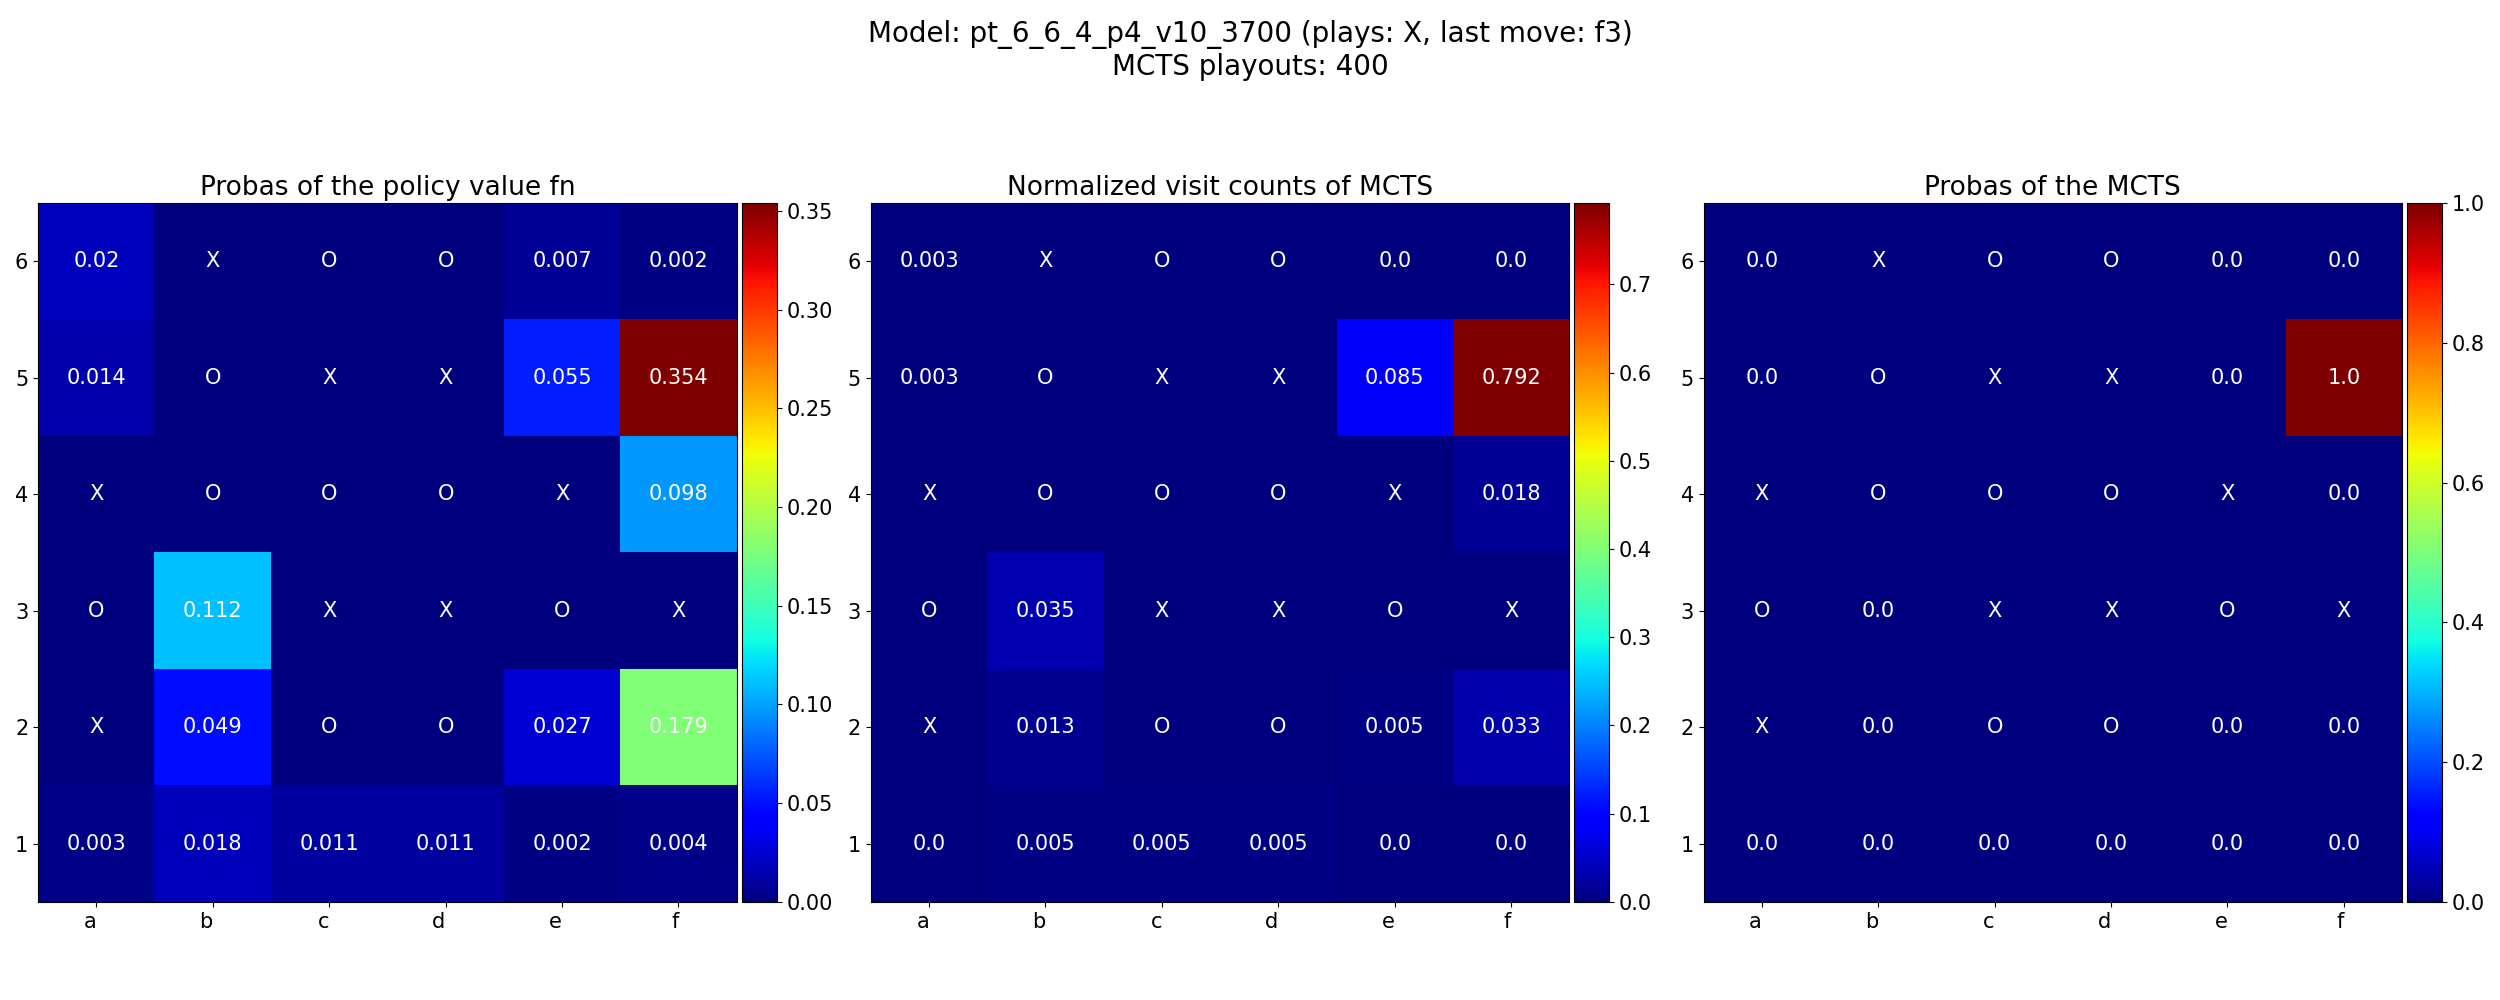 Model: pt_6_6_4_p4_v10_3700 (plays: X, last move: f3)
MCTS playouts: 400
Probas of the policy value fn
6 0.02 X O O 0.007 0.002
5 0.014 O X X 0.055 0.354
4 X O O O X 0.098
3 O 0.112 X X O X
2 X 0.049 O O 0.027 0.179
1 0.003 0.018 0.011 0.011 0.002 0.004
a b c d e f
0.35
0.30
0.25
0.20
0.15
0.10
0.05
0.00
Normalized visit counts of MCTS
6 0.003 X O O 0.0 0.0
5 0.003 O X X 0.085 0.792
4 X O O O X 0.018
3 O 0.035 X X O X
2 X 0.013 O O 0.005 0.033
1 0.0 0.005 0.005 0.005 0.0 0.0
a b c d e f
0.7
0.6
0.5
0.4
0.3
0.2
0.1
0.0
Probas of the MCTS
6 0.0 X O O 0.0 0.0
5 0.0 O X X 0.0 1.0
4 X O O O X 0.0
3 O 0.0 X X O X
2 X 0.0 O O 0.0 0.0
1 0.0 0.0 0.0 0.0 0.0 0.0
a b c d e f
1.0
0.8
0.6
0.4
0.2
0.0